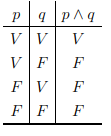 p q p ∧ q
V V V
V F F
F V F
F F F